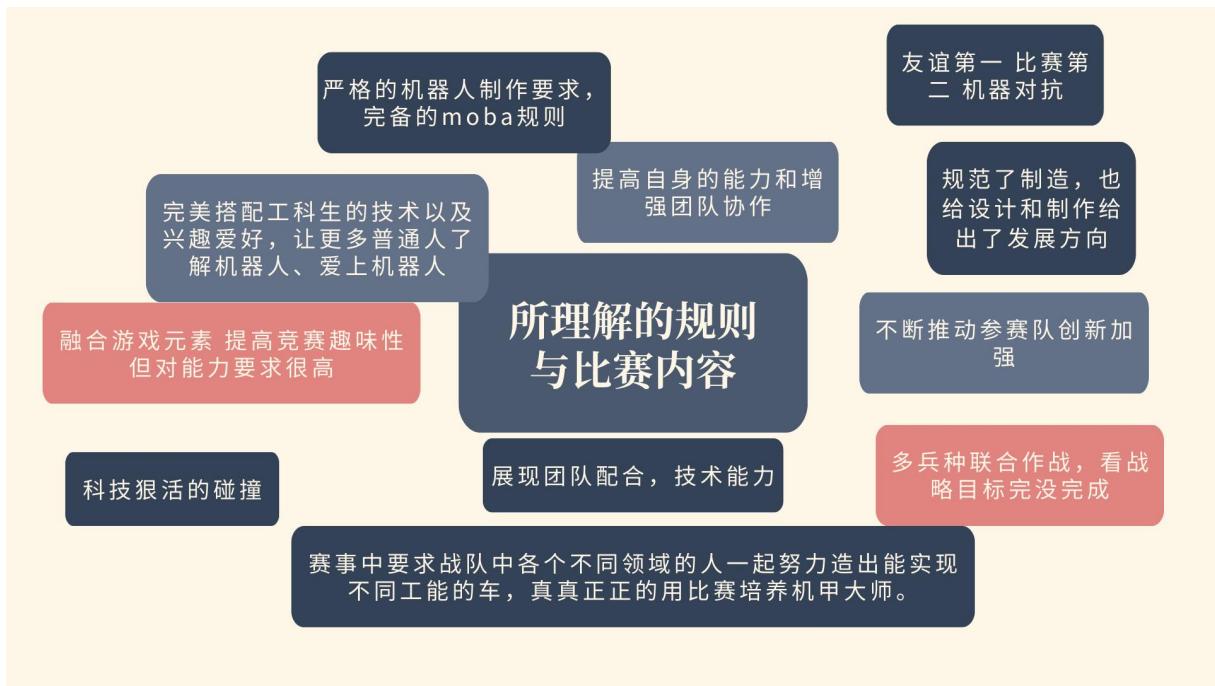 严格的机器人制作要求，
完备的moba规则
友谊第一 比赛第
二 机器对抗
提高自身的能力和增
强团队协作
规范了制造，也
给设计和制作给
出了发展方向
完美搭配工科生的技术以及
兴趣爱好，让更多普通人了
解机器人、爱上机器人
所理解的规则
与比赛内容
融合游戏元素 提高竞赛趣味性
但对能力要求很高
不断推动参赛队创新加
强
科技狠活的碰撞
展现团队配合，技术能力
多兵种联合作战，看战
略目标完没完成
赛事中要求战队中各个不同领域的人一起努力造出能实现
不同工能的车，真真正正的用比赛培养机甲大师。